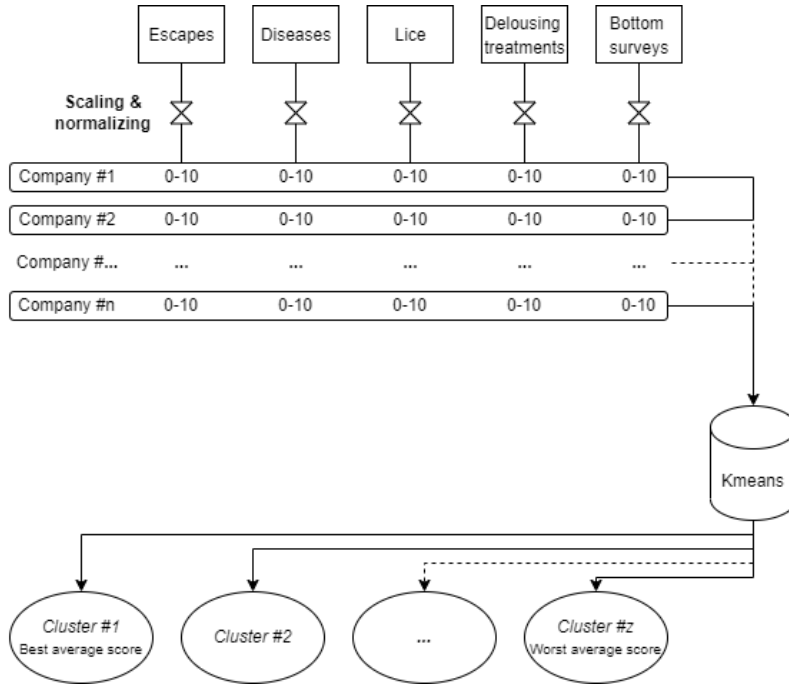 Escapes
Diseases
Lice
Delousing
treatments
Bottom
surveys
Scaling &
normalizing
Company #1 0-10 0-10 0-10 0-10 0-10
Company #2 0-10 0-10 0-10 0-10 0-10
Company #... ... ... ... ... ...
Company #n 0-10 0-10 0-10 0-10 0-10
Kmeans
Cluster #1
Best average score
Cluster #2
...
Cluster #z
Worst average score